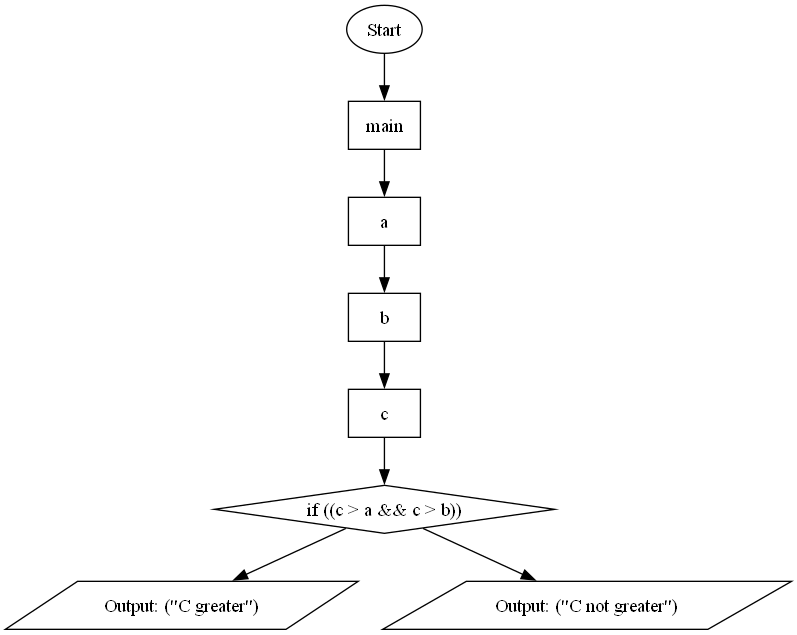 Start
main
a
b
c
if ((c > a && c > b))
Output: ("C greater")
Output: ("C not greater")